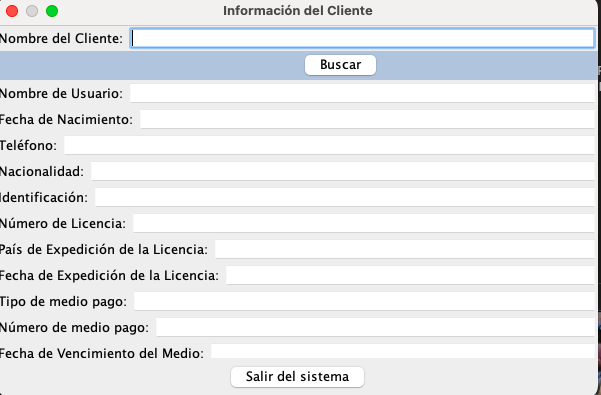 Información del Cliente
Nombre del Cliente:
Buscar
Nombre de Usuario:
Fecha de Nacimiento:
Teléfono:
Nacionalidad:
Identificación:
Número de Licencia:
País de Expedición de la Licencia:
Fecha de Expedición de la Licencia:
Tipo de medio pago:
Número de medio pago:
Fecha de Vencimiento del Medio:
Salir del sistema